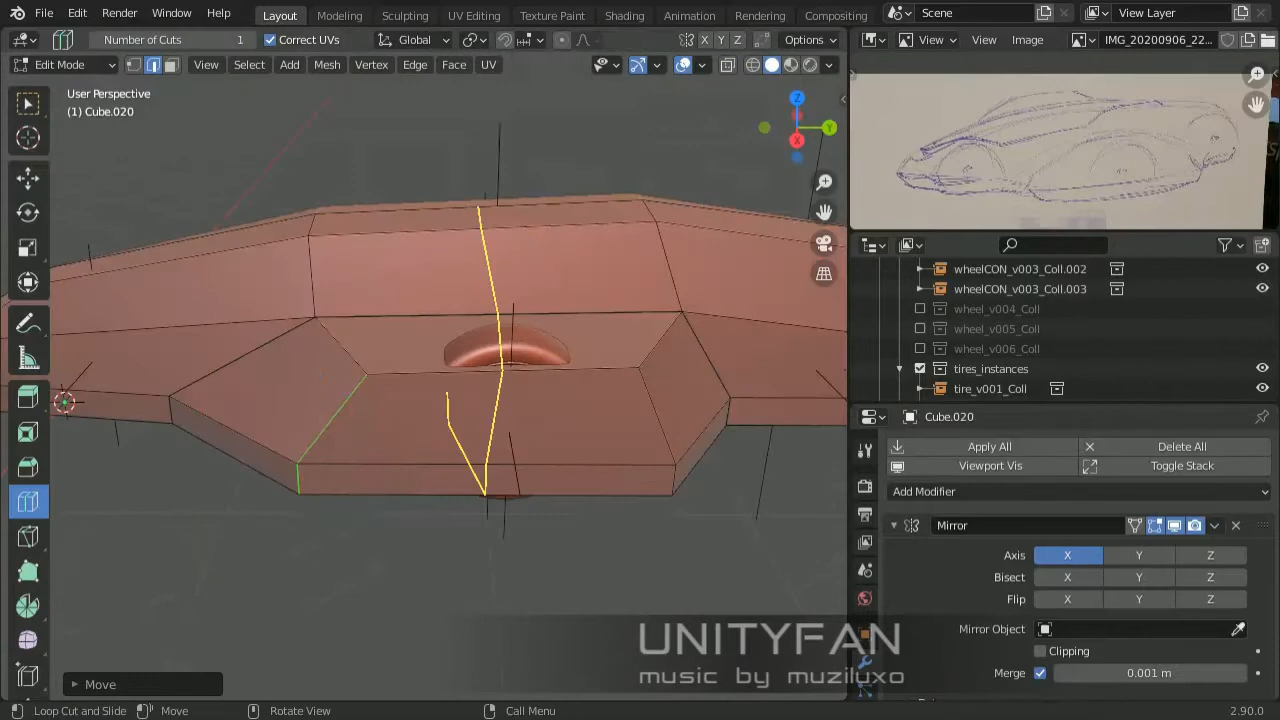 File Edit Render Window Help Layout Modeling Sculpting UV Editing Texture Paint Shading Animation Rendering Compositing Scene View Layer
Number of Cuts 1 Correct UVs Global X Y Z Options View View Image IMG_20200906_22...
Edit Mode View Select Add Mesh Vertex Edge Face UV
User Perspective
(1) Cube.020
Z
Y
X
wheelCON_v003_Coll.002
wheelCON_v003_Coll.003
wheel_v004_Coll
wheel_v005_Coll
wheel_v006_Coll
tires_instances
tire_v001_Coll
Cube.020
Apply All Delete All
Viewport Vis Toggle Stack
Add Modifier
Mirror
Axis X Y Z
Bisect X Y Z
Flip X Y Z
Mirror Object
Clipping
Merge 0.001 m
UNITYFAN
music by muziluxo
Move
Loop Cut and Slide Move Rotate View Call Menu 2.90.0